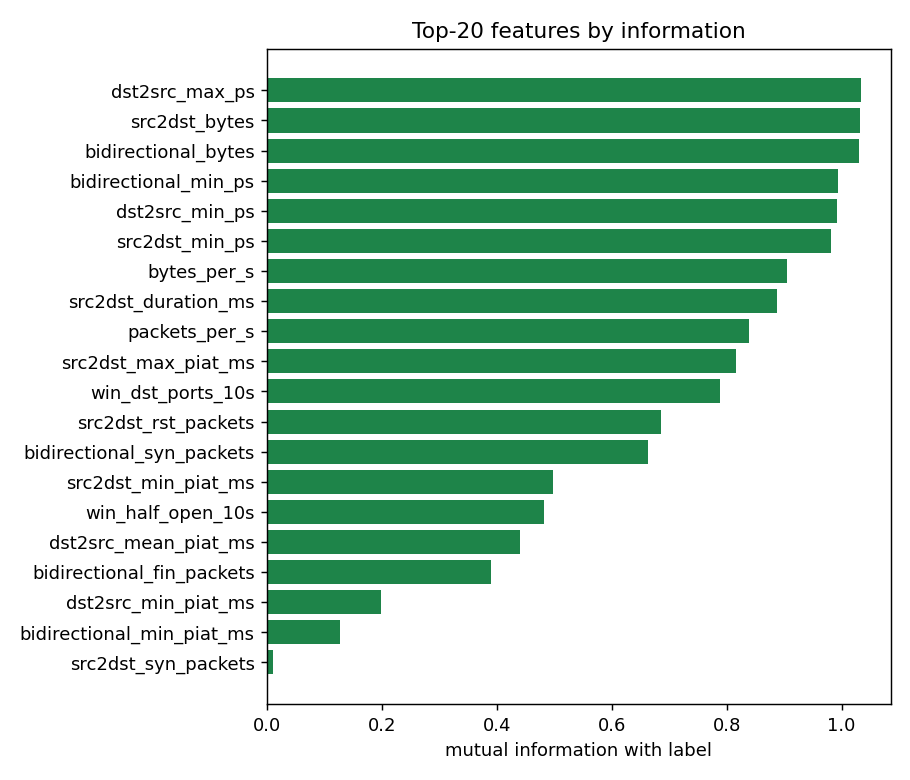 Top-20 features by information
dst2src_max_ps
src2dst_bytes
bidirectional_bytes
bidirectional_min_ps
dst2src_min_ps
src2dst_min_ps
bytes_per_s
src2dst_duration_ms
packets_per_s
src2dst_max_piat_ms
win_dst_ports_10s
src2dst_rst_packets
bidirectional_syn_packets
src2dst_min_piat_ms
win_half_open_10s
dst2src_mean_piat_ms
bidirectional_fin_packets
dst2src_min_piat_ms
bidirectional_min_piat_ms
src2dst_syn_packets
0.0 0.2 0.4 0.6 0.8 1.0
mutual information with label